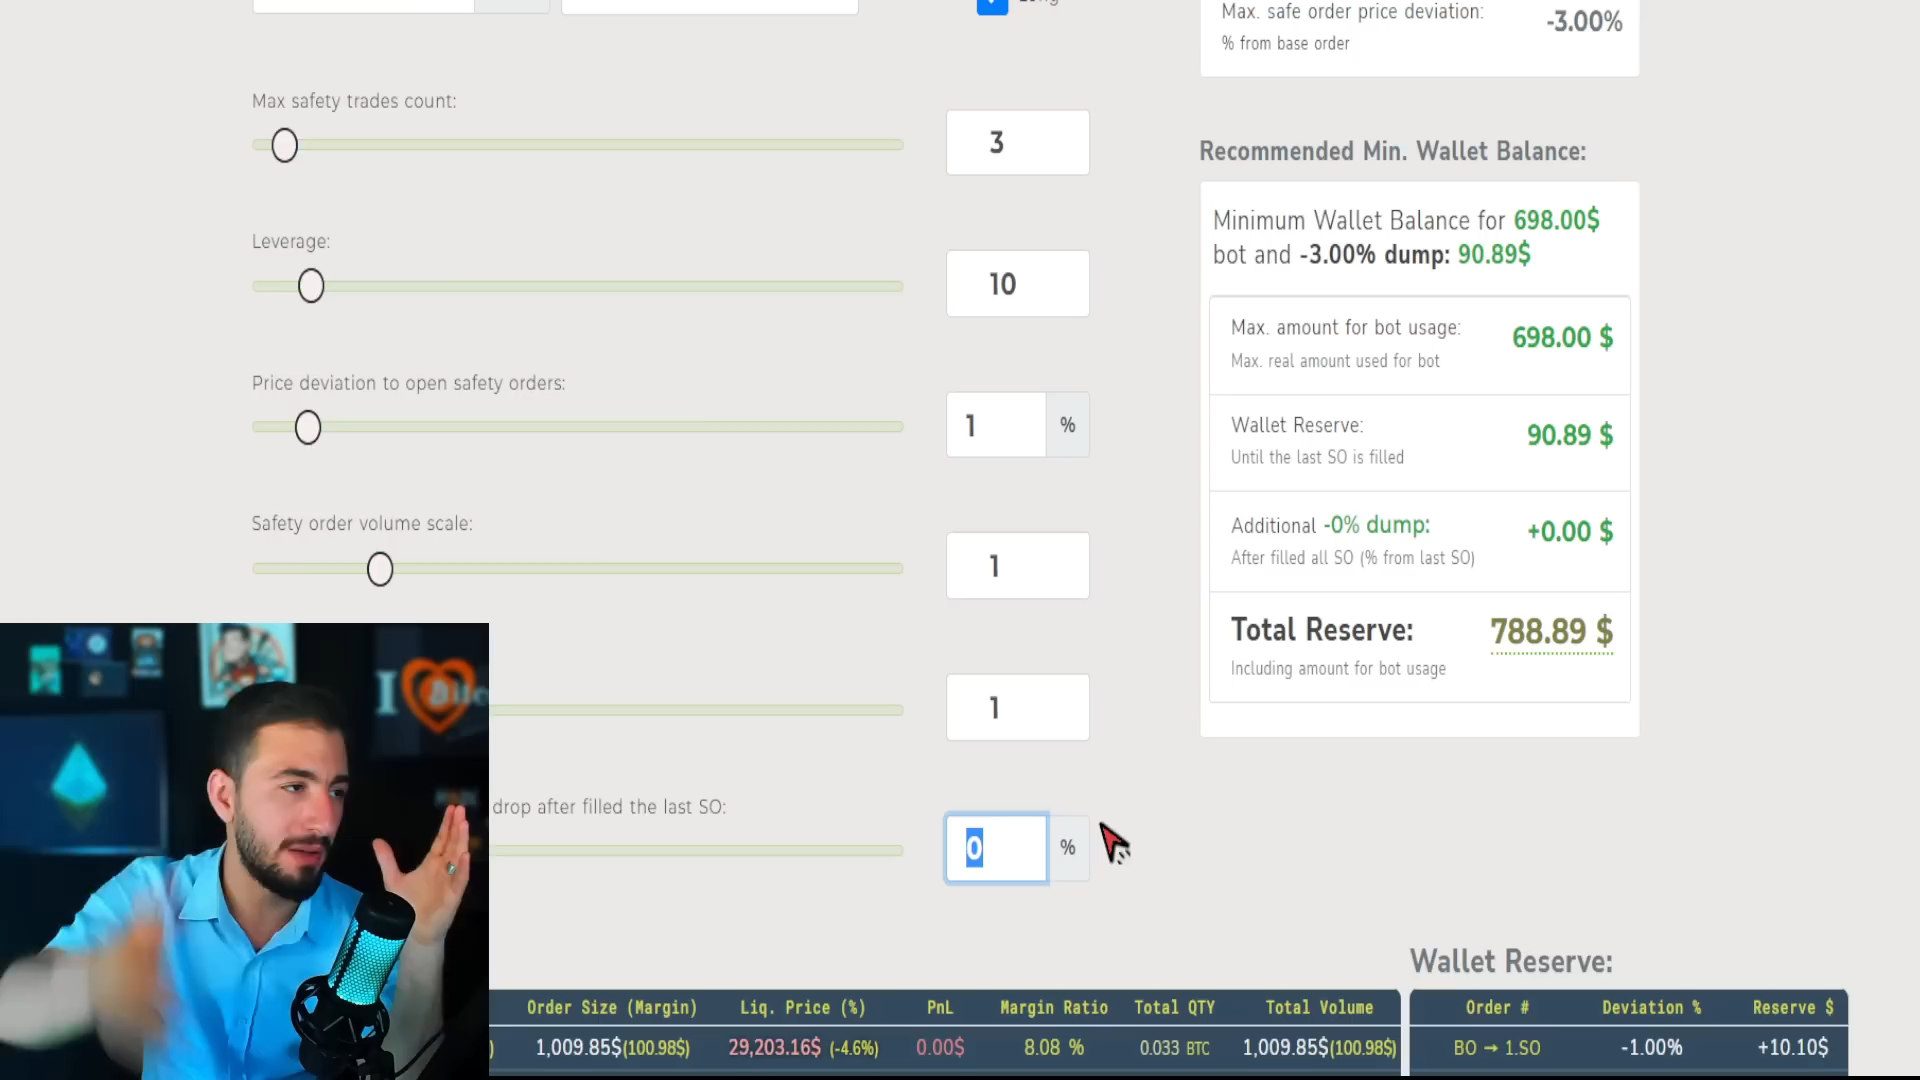 Max. safe order price deviation:
-3.00%
% from base order
Max safety trades count:
3
Recommended Min. Wallet Balance:
Minimum Wallet Balance for 698.00$
bot and -3.00% dump: 90.89$
Leverage:
10
Max. amount for bot usage:
698.00 $
Max. real amount used for bot
Price deviation to open safety orders:
1 %
Wallet Reserve:
90.89 $
Until the last SO is filled
Safety order volume scale:
1
Additional -0% dump:
+0.00 $
After filled all SO (% from last SO)
Total Reserve:
788.89 $
Including amount for bot usage
1
I
drop after filled the last SO:
0 %
Wallet Reserve:
Order Size (Margin) Liq. Price (%) PnL Margin Ratio Total QTY Total Volume
) 1,009.85$(100.98$) 29,203.16$ (-4.6%) 0.00$ 8.08 % 0.033 BTC 1,009.85$(100.98$)
Order # Deviation % Reserve $
BO → 1.SO -1.00% +10.10$